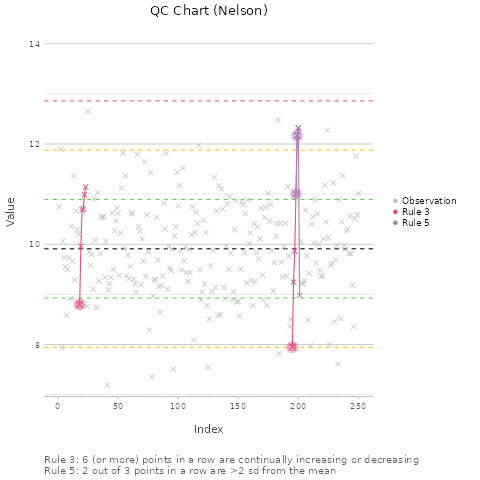 QC Chart (Nelson)
14
12
10
8
Value
0
50
100
150
200
250
Index
Observation
Rule 3
Rule 5
Rule 3: 6 (or more) points in a row are continually increasing or decreasing
Rule 5: 2 out of 3 points in a row are >2 sd from the mean